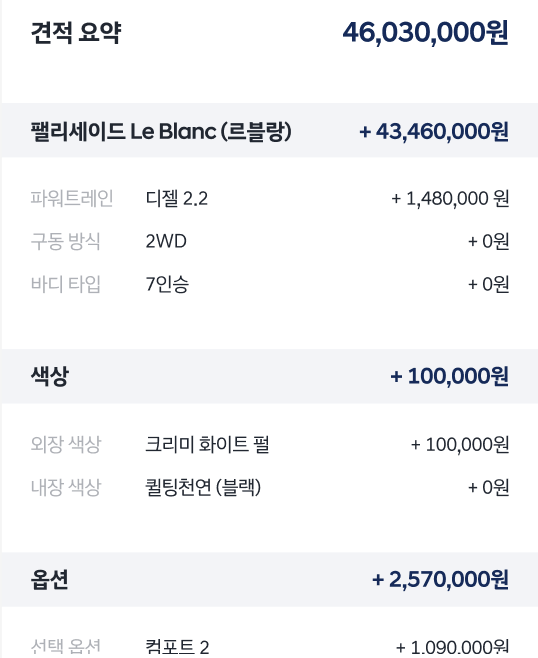 견적 요약 46,030,000원
팰리세이드 Le Blanc (르블랑) + 43,460,000원
파워트레인 디젤 2.2 + 1,480,000 원
구동 방식 2WD + 0원
바디 타입 7인승 + 0원
색상 + 100,000원
외장 색상 크리미 화이트 펄 + 100,000원
내장 색상 퀼팅천연 (블랙) + 0원
옵션 + 2,570,000원
선택 옵션 컴포트 2 + 1,090,000원